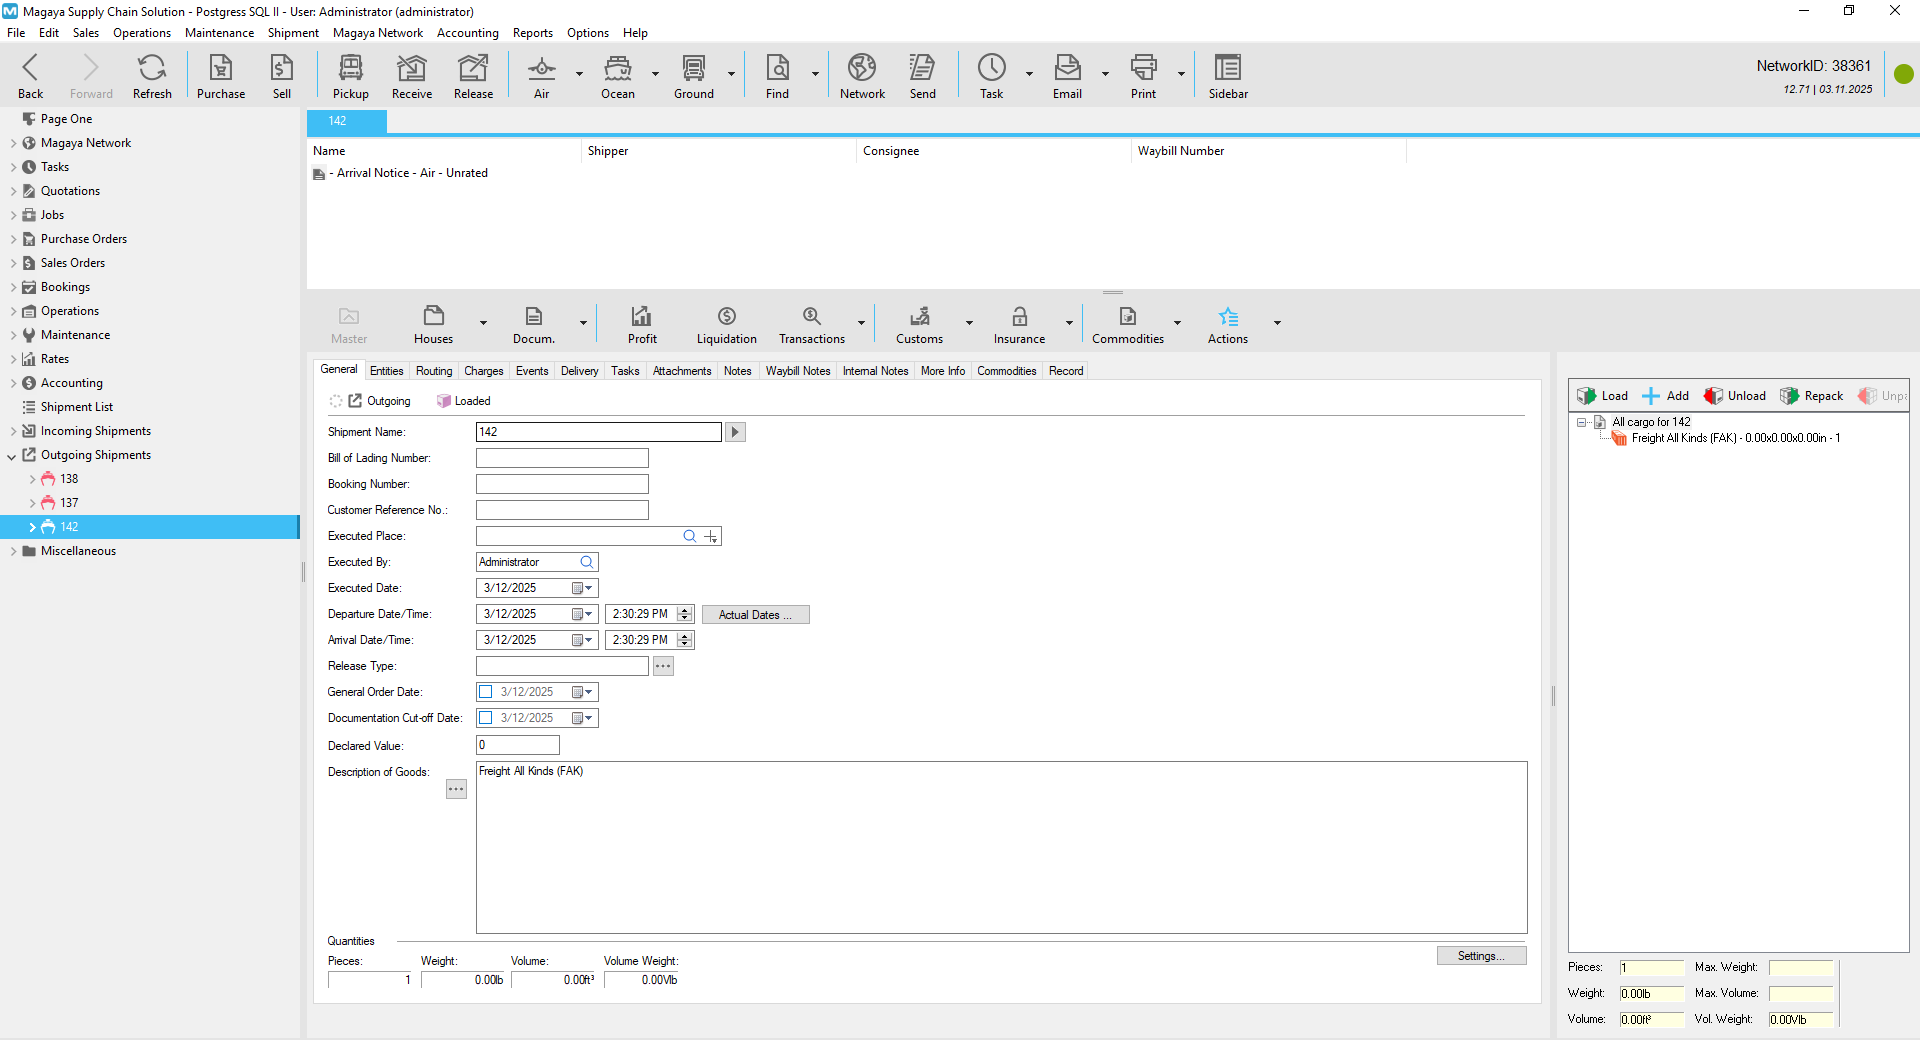 Magaya Supply Chain Solution - Postgress SQL II - User: Administrator (administrator)
File Edit Sales Operations Maintenance Shipment Magaya Network Accounting Reports Options Help
Back Forward Refresh Purchase Sell Pickup Receive Release Air Ocean Ground Find Network Send Task Email Print Sidebar
NetworkID: 38361
12.71 | 03.11.2025
Page One
Magaya Network
Tasks
Quotations
Jobs
Purchase Orders
Sales Orders
Bookings
Operations
Maintenance
Rates
Accounting
Shipment List
Incoming Shipments
Outgoing Shipments
138
137
142
Miscellaneous
142
Name Shipper Consignee Waybill Number
- Arrival Notice - Air - Unrated
Master Houses Docum. Profit Liquidation Transactions Customs Insurance Commodities Actions
General Entities Routing Charges Events Delivery Tasks Attachments Notes Waybill Notes Internal Notes More Info Commodities Record
Outgoing Loaded
Shipment Name: 142
Bill of Lading Number:
Booking Number:
Customer Reference No.:
Executed Place:
Executed By: Administrator
Executed Date: 3/12/2025
Departure Date/Time: 3/12/2025 2:30:29 PM Actual Dates ...
Arrival Date/Time: 3/12/2025 2:30:29 PM
Release Type: ...
General Order Date: 3/12/2025
Documentation Cut-off Date: 3/12/2025
Declared Value: 0
Description of Goods: Freight All Kinds (FAK)
...
Quantities
Settings...
Pieces: Weight: Volume: Volume Weight:
1 0.00lb 0.00ft³ 0.00Vlb
Load Add Unload Repack
All cargo for 142
Freight All Kinds (FAK) - 0.00x0.00x0.00in - 1
Pieces: 1 Max. Weight:
Weight: 0.00lb Max. Volume:
Volume: 0.00ft³ Vol. Weight: 0.00Vlb